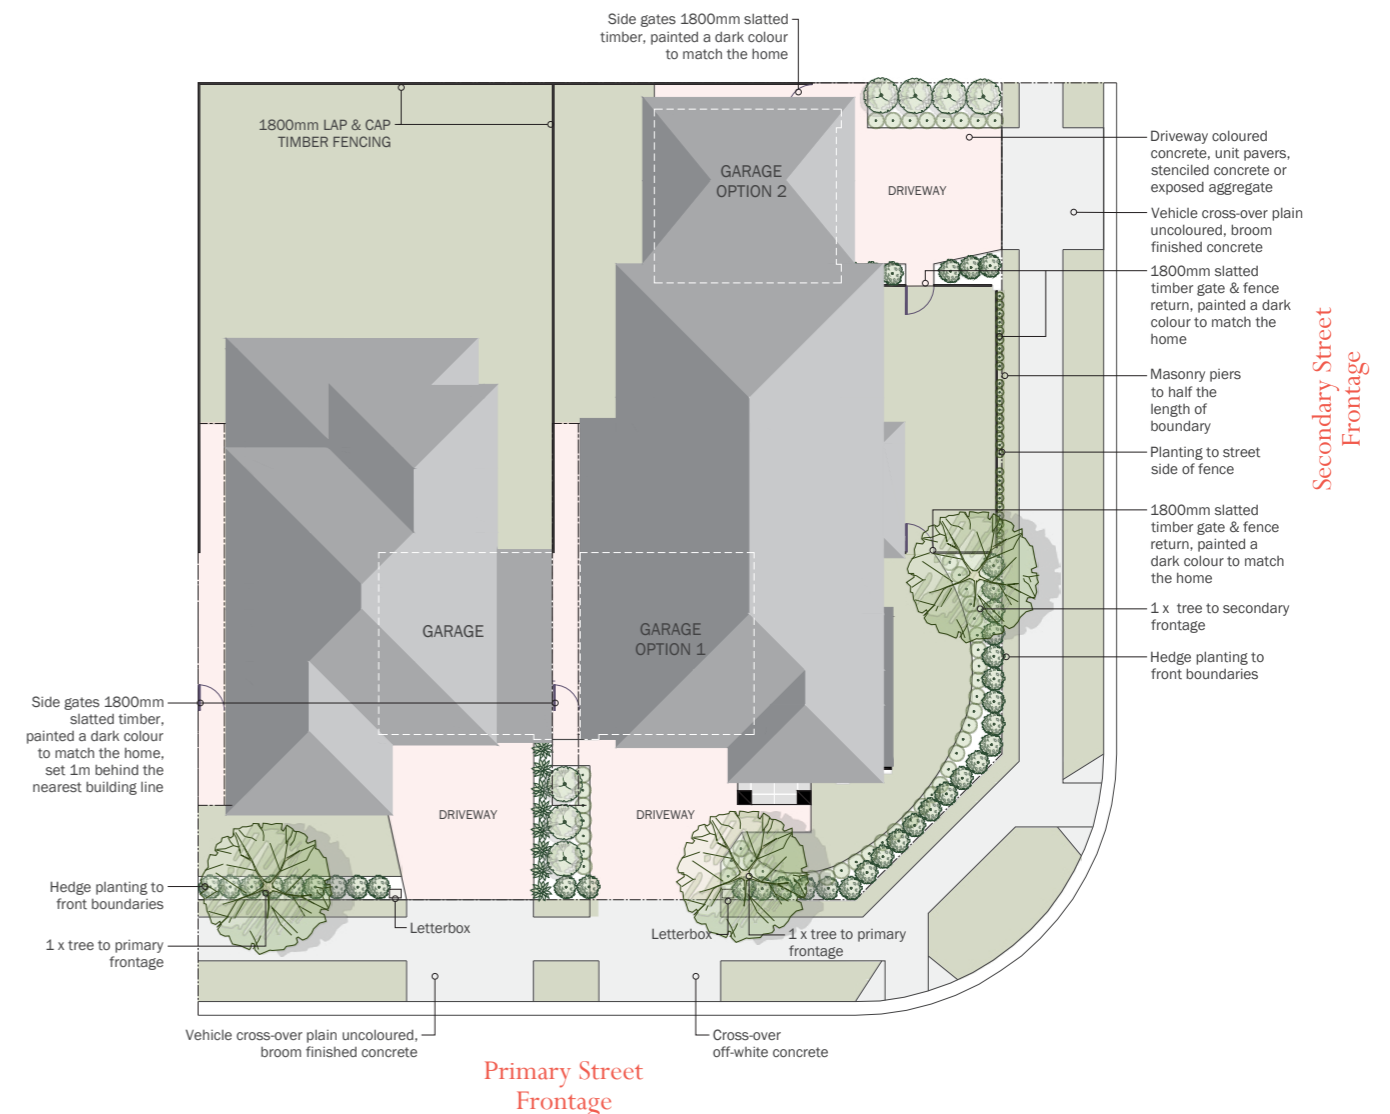 Side gates 1800mm slatted
timber, painted a dark colour
to match the home
1800mm LAP & CAP
TIMBER FENCING
GARAGE
OPTION 2
DRIVEWAY
Driveway coloured
concrete, unit pavers,
stenciled concrete or
exposed aggregate
Vehicle cross-over plain
uncoloured, broom
finished concrete
1800mm slatted
timber gate & fence
return, painted a dark
colour to match the
home
Masonry piers
to half the
length of
boundary
Planting to street
side of fence
1800mm slatted
timber gate & fence
return, painted a
dark colour to match
the home
1 x tree to secondary
frontage
Hedge planting to
front boundaries
Secondary Street
Frontage
GARAGE
GARAGE
OPTION 1
Side gates 1800mm
slatted timber,
painted a dark colour
to match the home,
set 1m behind the
nearest building line
DRIVEWAY
DRIVEWAY
Hedge planting to
front boundaries
1 x tree to primary
frontage
Letterbox
Letterbox
1 x tree to primary
frontage
Vehicle cross-over plain uncoloured,
broom finished concrete
Cross-over
off-white concrete
Primary Street
Frontage